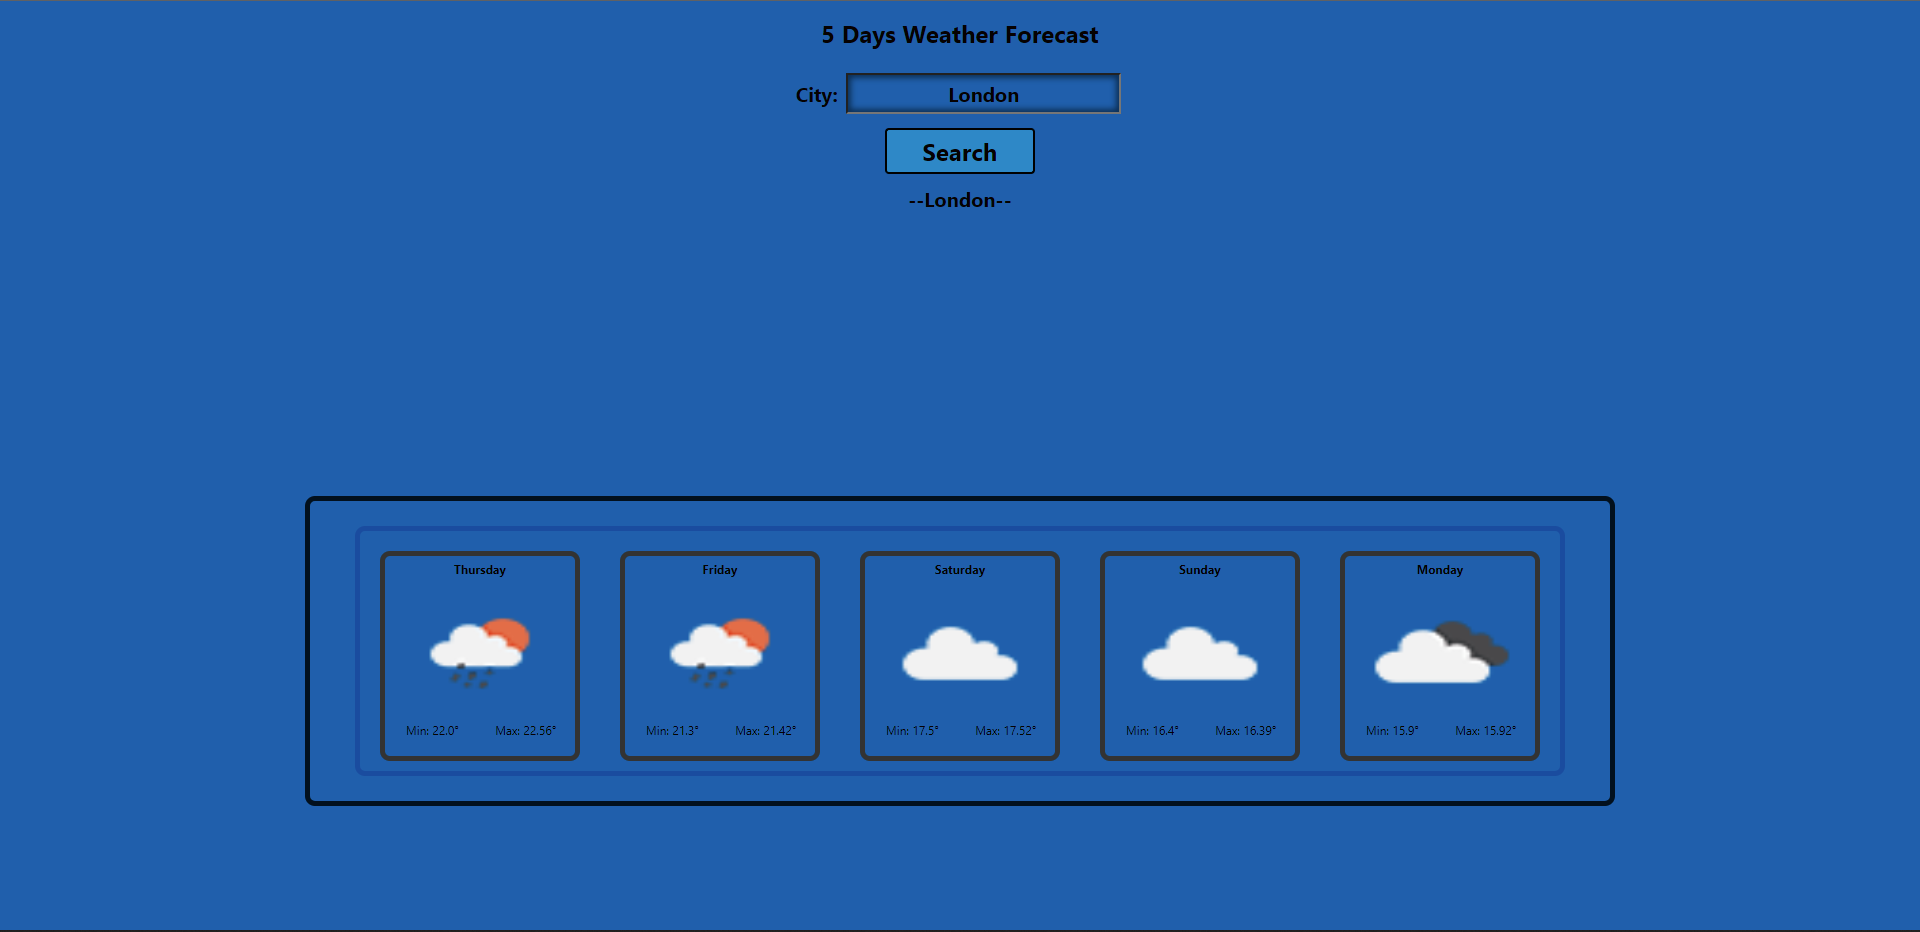 5 Days Weather Forecast
City: London
Search
--London--
Thursday Friday Saturday Sunday Monday
Min: 22.0° Max: 22.56° Min: 21.3° Max: 21.42° Min: 17.5° Max: 17.52° Min: 16.4° Max: 16.39° Min: 15.9° Max: 15.92°